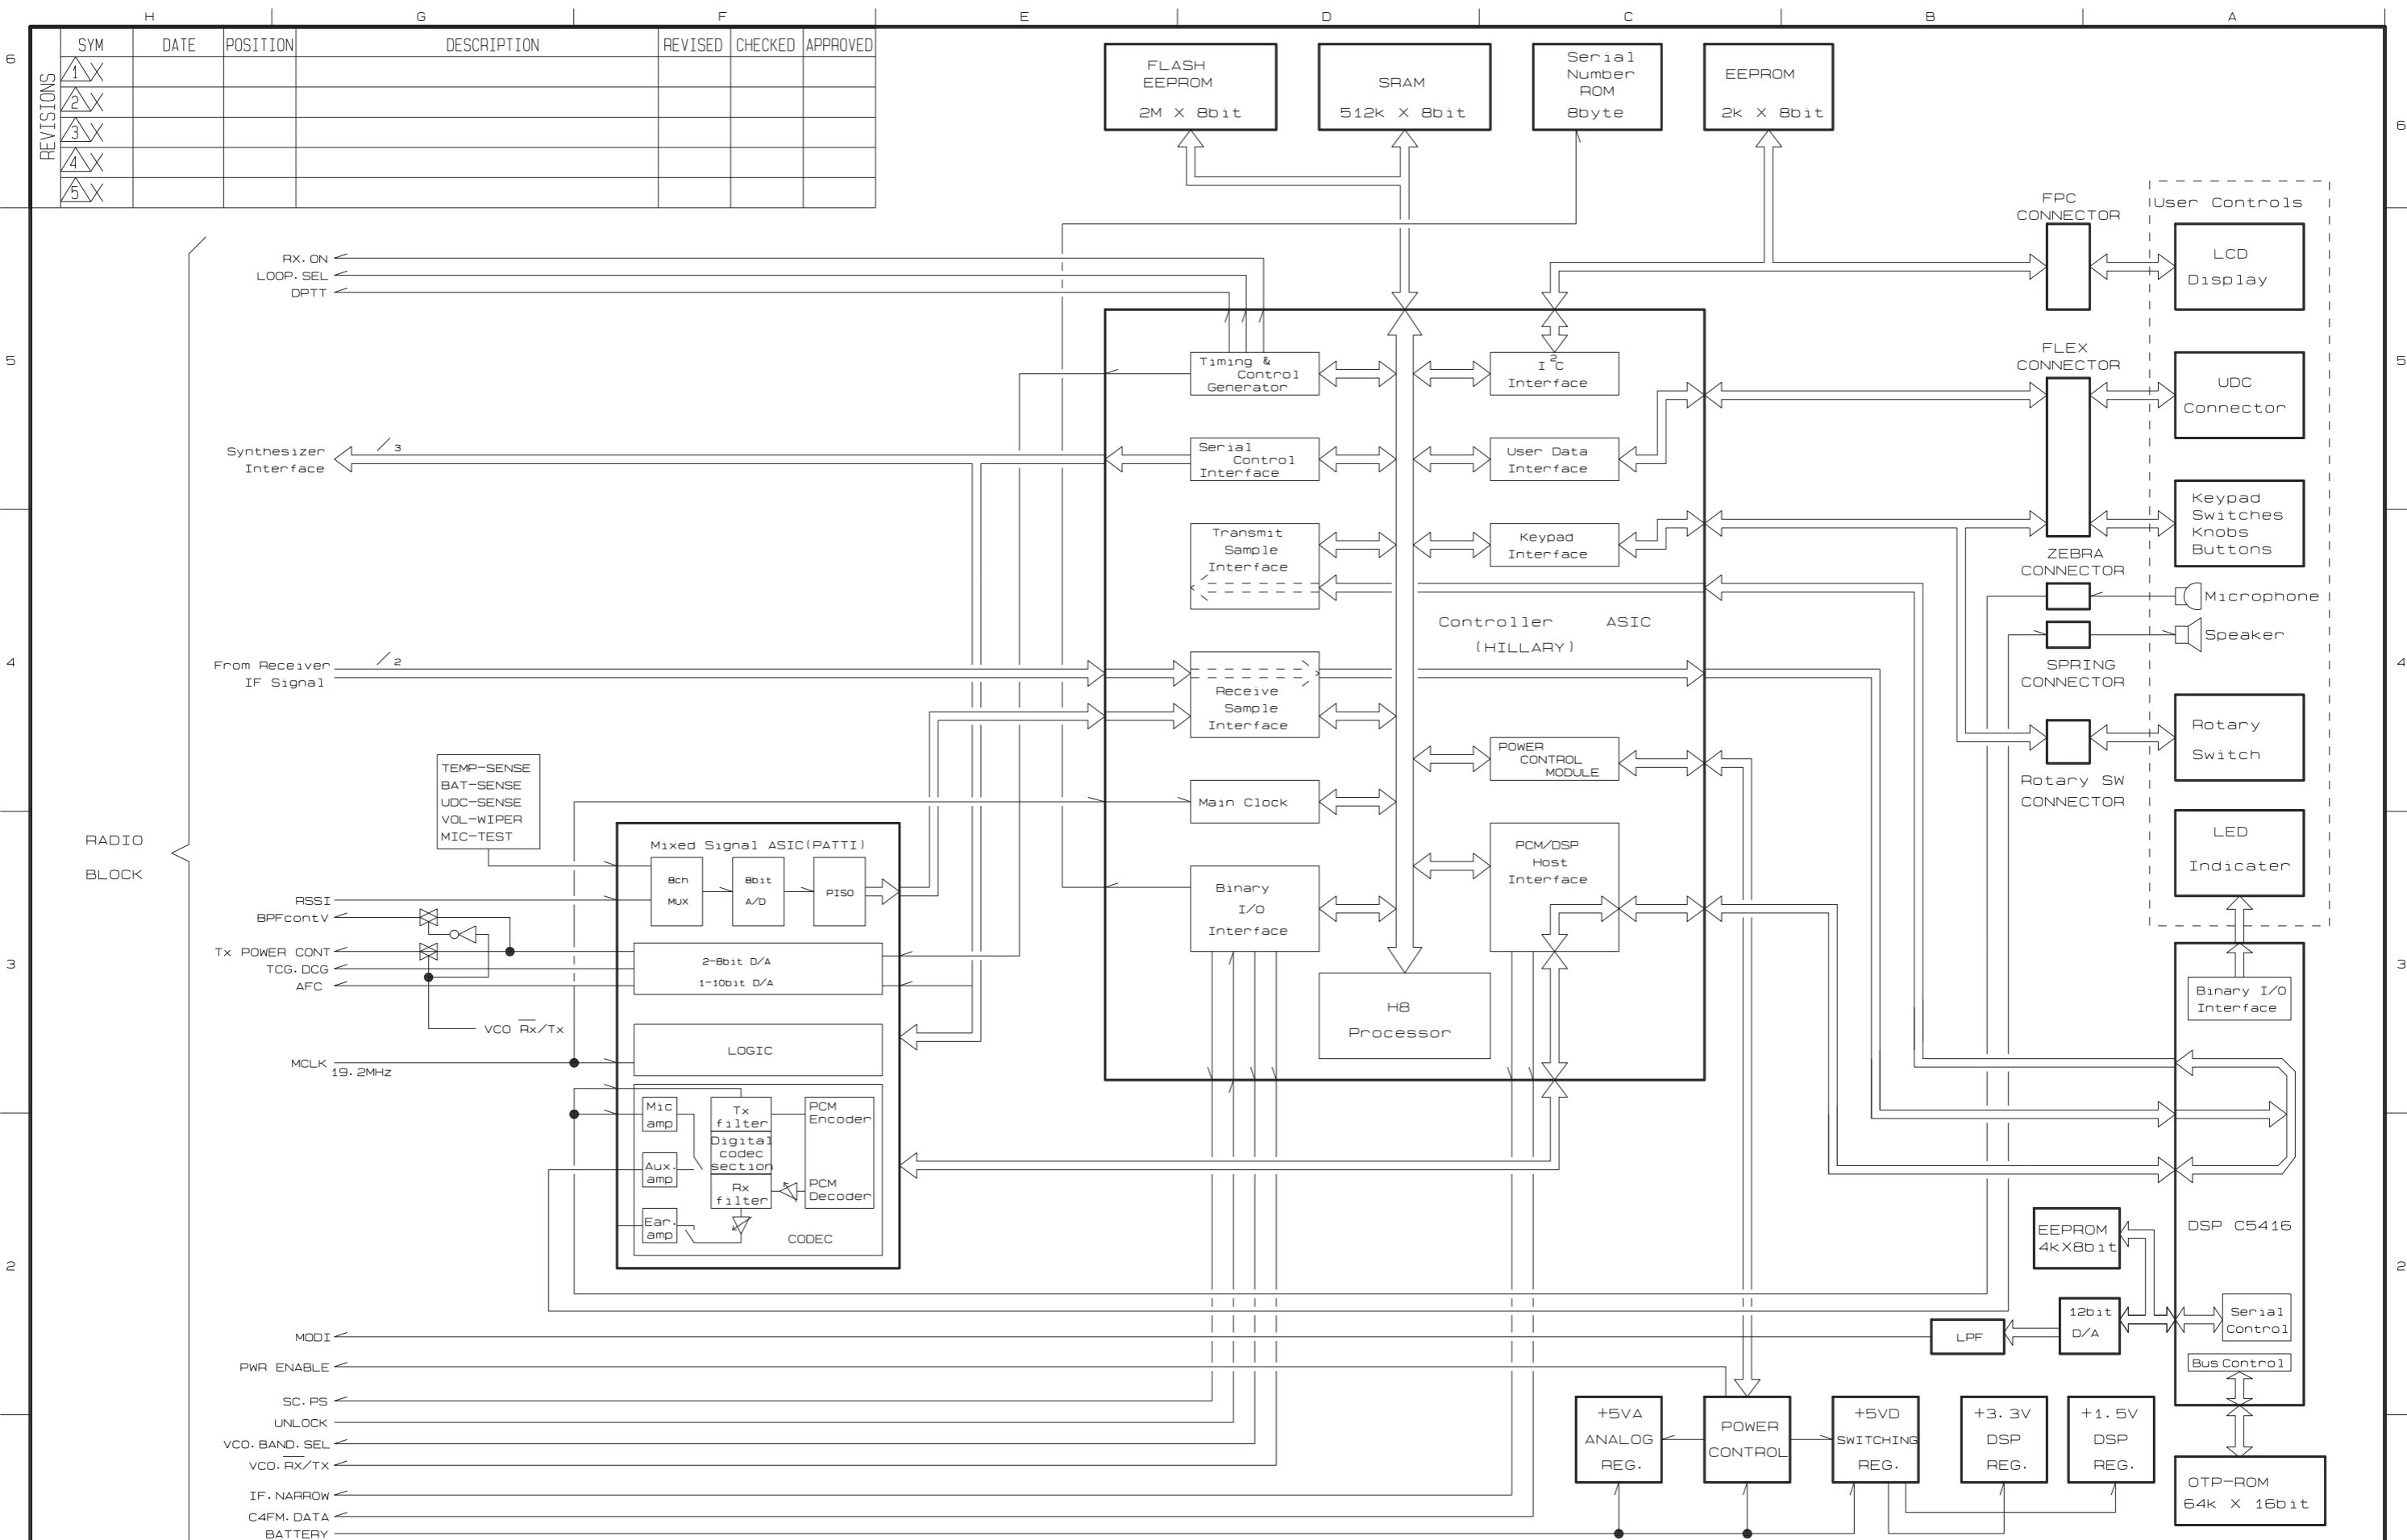 H G F E D C B A
6
6
5
5
4
4
3
3
2
2
REVISIONS
SYM DATE POSITION DESCRIPTION REVISED CHECKED APPROVED
1 X
2 X
3 X
4 X
5 X
FLASH
EEPROM
2M X 8bit
SRAM
512k X 8bit
Serial
Number
ROM
8byte
EEPROM
2k X 8bit
FPC
CONNECTOR
User Controls
LCD
Display
RX.ON
LOOP.SEL
DPTT
Timing &
Control
Generator
I²C
Interface
FLEX
CONNECTOR
UDC
Connector
Synthesizer
Interface
3
Serial
Control
Interface
User Data
Interface
Keypad
Switches
Knobs
Buttons
Transmit
Sample
Interface
Keypad
Interface
ZEBRA
CONNECTOR
Microphone
Controller ASIC
(HILLARY)
Speaker
SPRING
CONNECTOR
From Receiver
IF Signal
2
Receive
Sample
Interface
Rotary
Switch
Rotary SW
CONNECTOR
POWER
CONTROL
MODULE
TEMP-SENSE
BAT-SENSE
UDC-SENSE
VOL-WIPER
MIC-TEST
Main Clock
RADIO
BLOCK
Mixed Signal ASIC(PATTI)
8ch
MUX
8bit
A/D
PISO
PCM/DSP
Host
Interface
LED
Indicater
RSSI
BPFcontV
Binary
I/O
Interface
Tx POWER CONT
TCG.DCG
AFC
2-8bit D/A
1-10bit D/A
VCO Rx/Tx
H8
Processor
Binary I/O
Interface
LOGIC
MCLK
19.2MHz
Mic
amp
Tx
filter
PCM
Encoder
Digital
codec
section
Aux.
amp
Rx
filter
PCM
Decoder
Ear.
amp
CODEC
DSP C5416
EEPROM
4kX8bit
12bit
D/A
Serial
Control
LPF
Bus Control
MODI
PWR ENABLE
SC.PS
UNLOCK
VCO.BAND.SEL
VCO.RX/TX
IF.NARROW
C4FM.DATA
BATTERY
+5VA
ANALOG
REG.
POWER
CONTROL
+5VD
SWITCHING
REG.
+3.3V
DSP
REG.
+1.5V
DSP
REG.
OTP-ROM
64k X 16bit